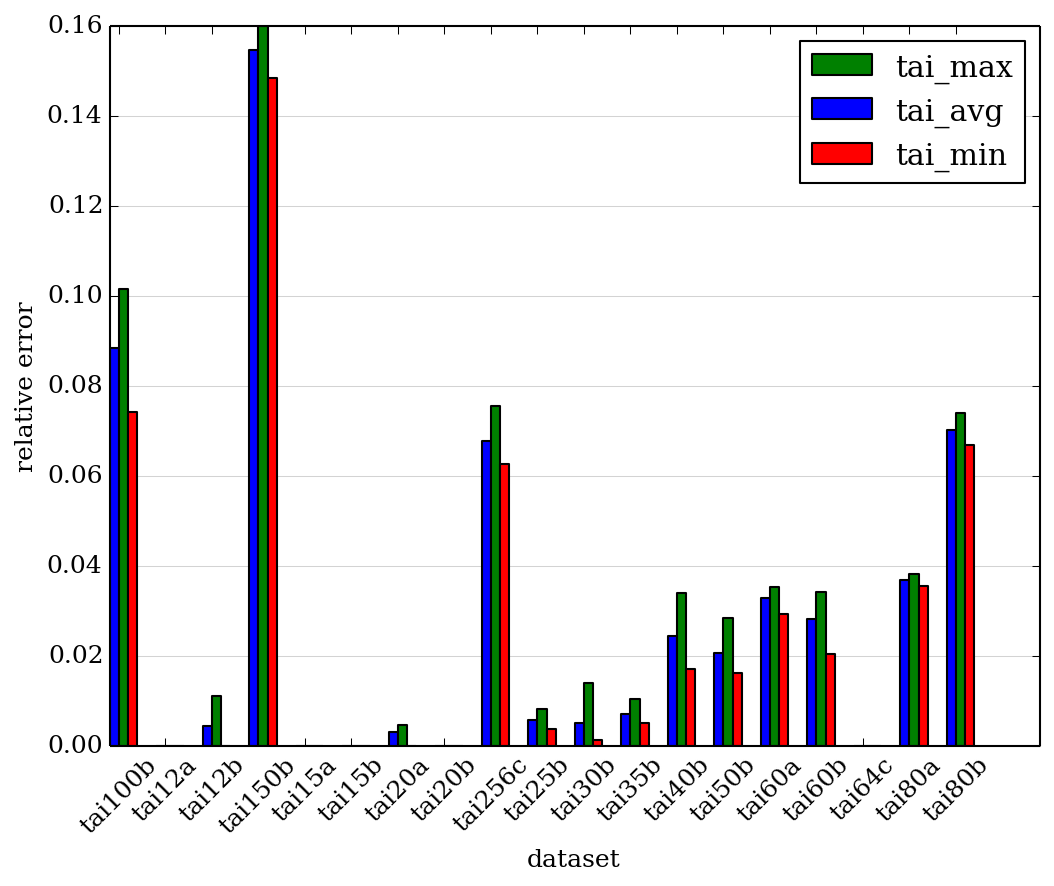 0.16
0.14
0.12
0.10
0.08
0.06
0.04
0.02
0.00
relative error
tai_max
tai_avg
tai_min
tai100b
tai12a
tai12b
tai150b
tai15a
tai15b
tai20a
tai20b
tai256c
tai25b
tai30b
tai35b
tai40b
tai50b
tai60a
tai60b
tai64c
tai80a
tai80b
dataset